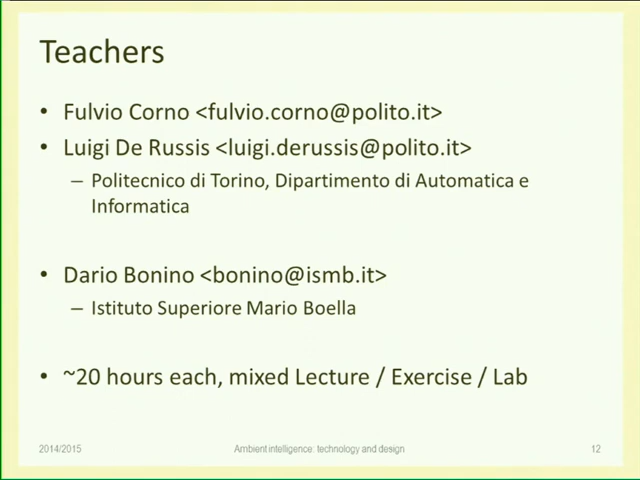 Teachers
• Fulvio Corno <fulvio.corno@polito.it>
• Luigi De Russis <luigi.derussis@polito.it>
– Politecnico di Torino, Dipartimento di Automatica e
Informatica
• Dario Bonino <bonino@ismb.it>
– Istituto Superiore Mario Boella
• ~20 hours each, mixed Lecture / Exercise / Lab
2014/2015 Ambient intelligence: technology and design 12